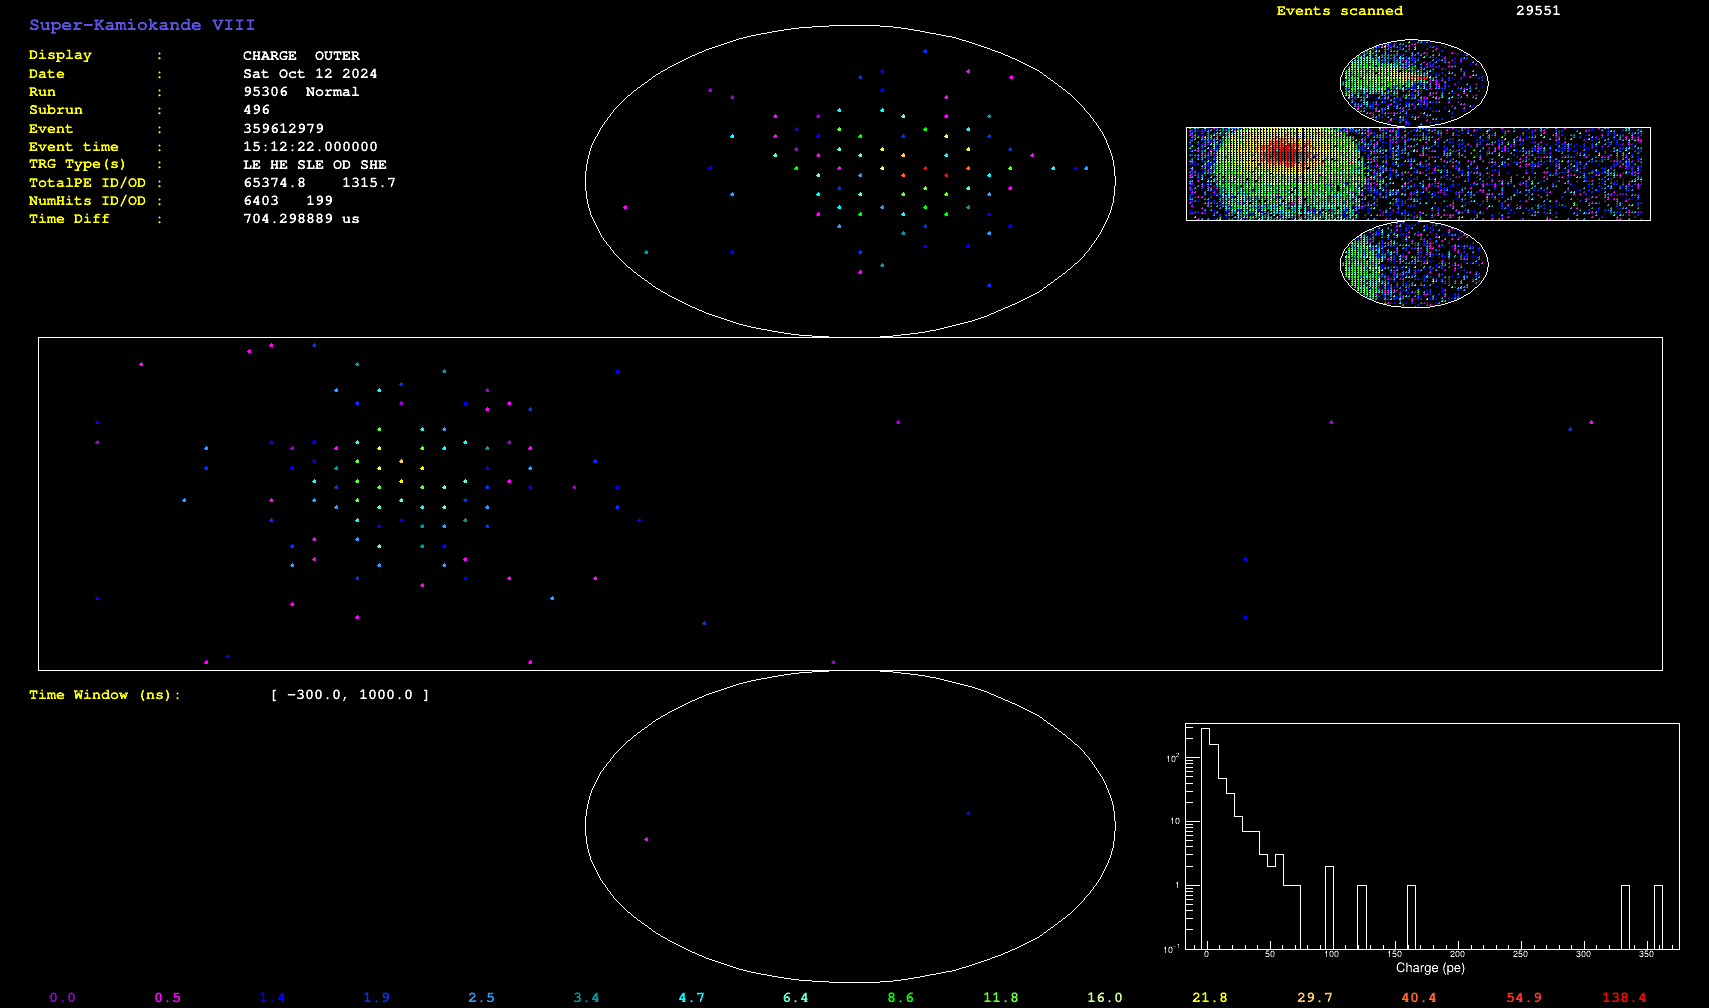 Super-Kamiokande VIII
Display : CHARGE OUTER
Date : Sat Oct 12 2024
Run : 95306 Normal
Subrun : 496
Event : 359612979
Event time : 15:12:22.000000
TRG Type(s) : LE HE SLE OD SHE
TotalPE ID/OD : 65374.8 1315.7
NumHits ID/OD : 6403 199
Time Diff : 704.298889 us
Events scanned 29551
Time Window (ns): [ -300.0, 1000.0 ]
10²
10
1
10⁻¹
0 50 100 150 200 250 300 350
Charge (pe)
0.0 0.5 1.4 1.9 2.5 3.4 4.7 6.4 8.6 11.8 16.0 21.8 29.7 40.4 54.9 138.4